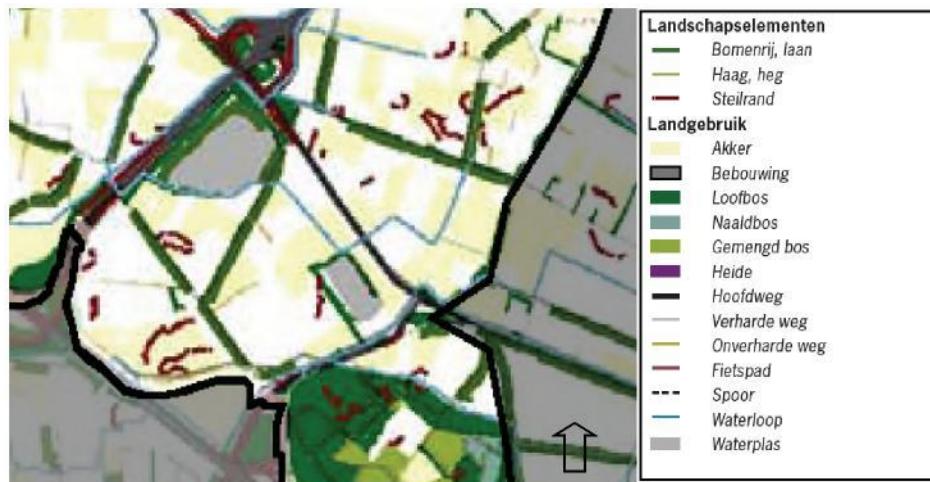 Landschapselementen
Bomenrij, laan
Haag, heg
Steilrand
Landgebruik
Akker
Bebouwing
Loofbos
Naaldbos
Gemengd bos
Heide
Hoofdweg
Verharde weg
Onverharde weg
Fietspad
Spoor
Waterloop
Waterplas